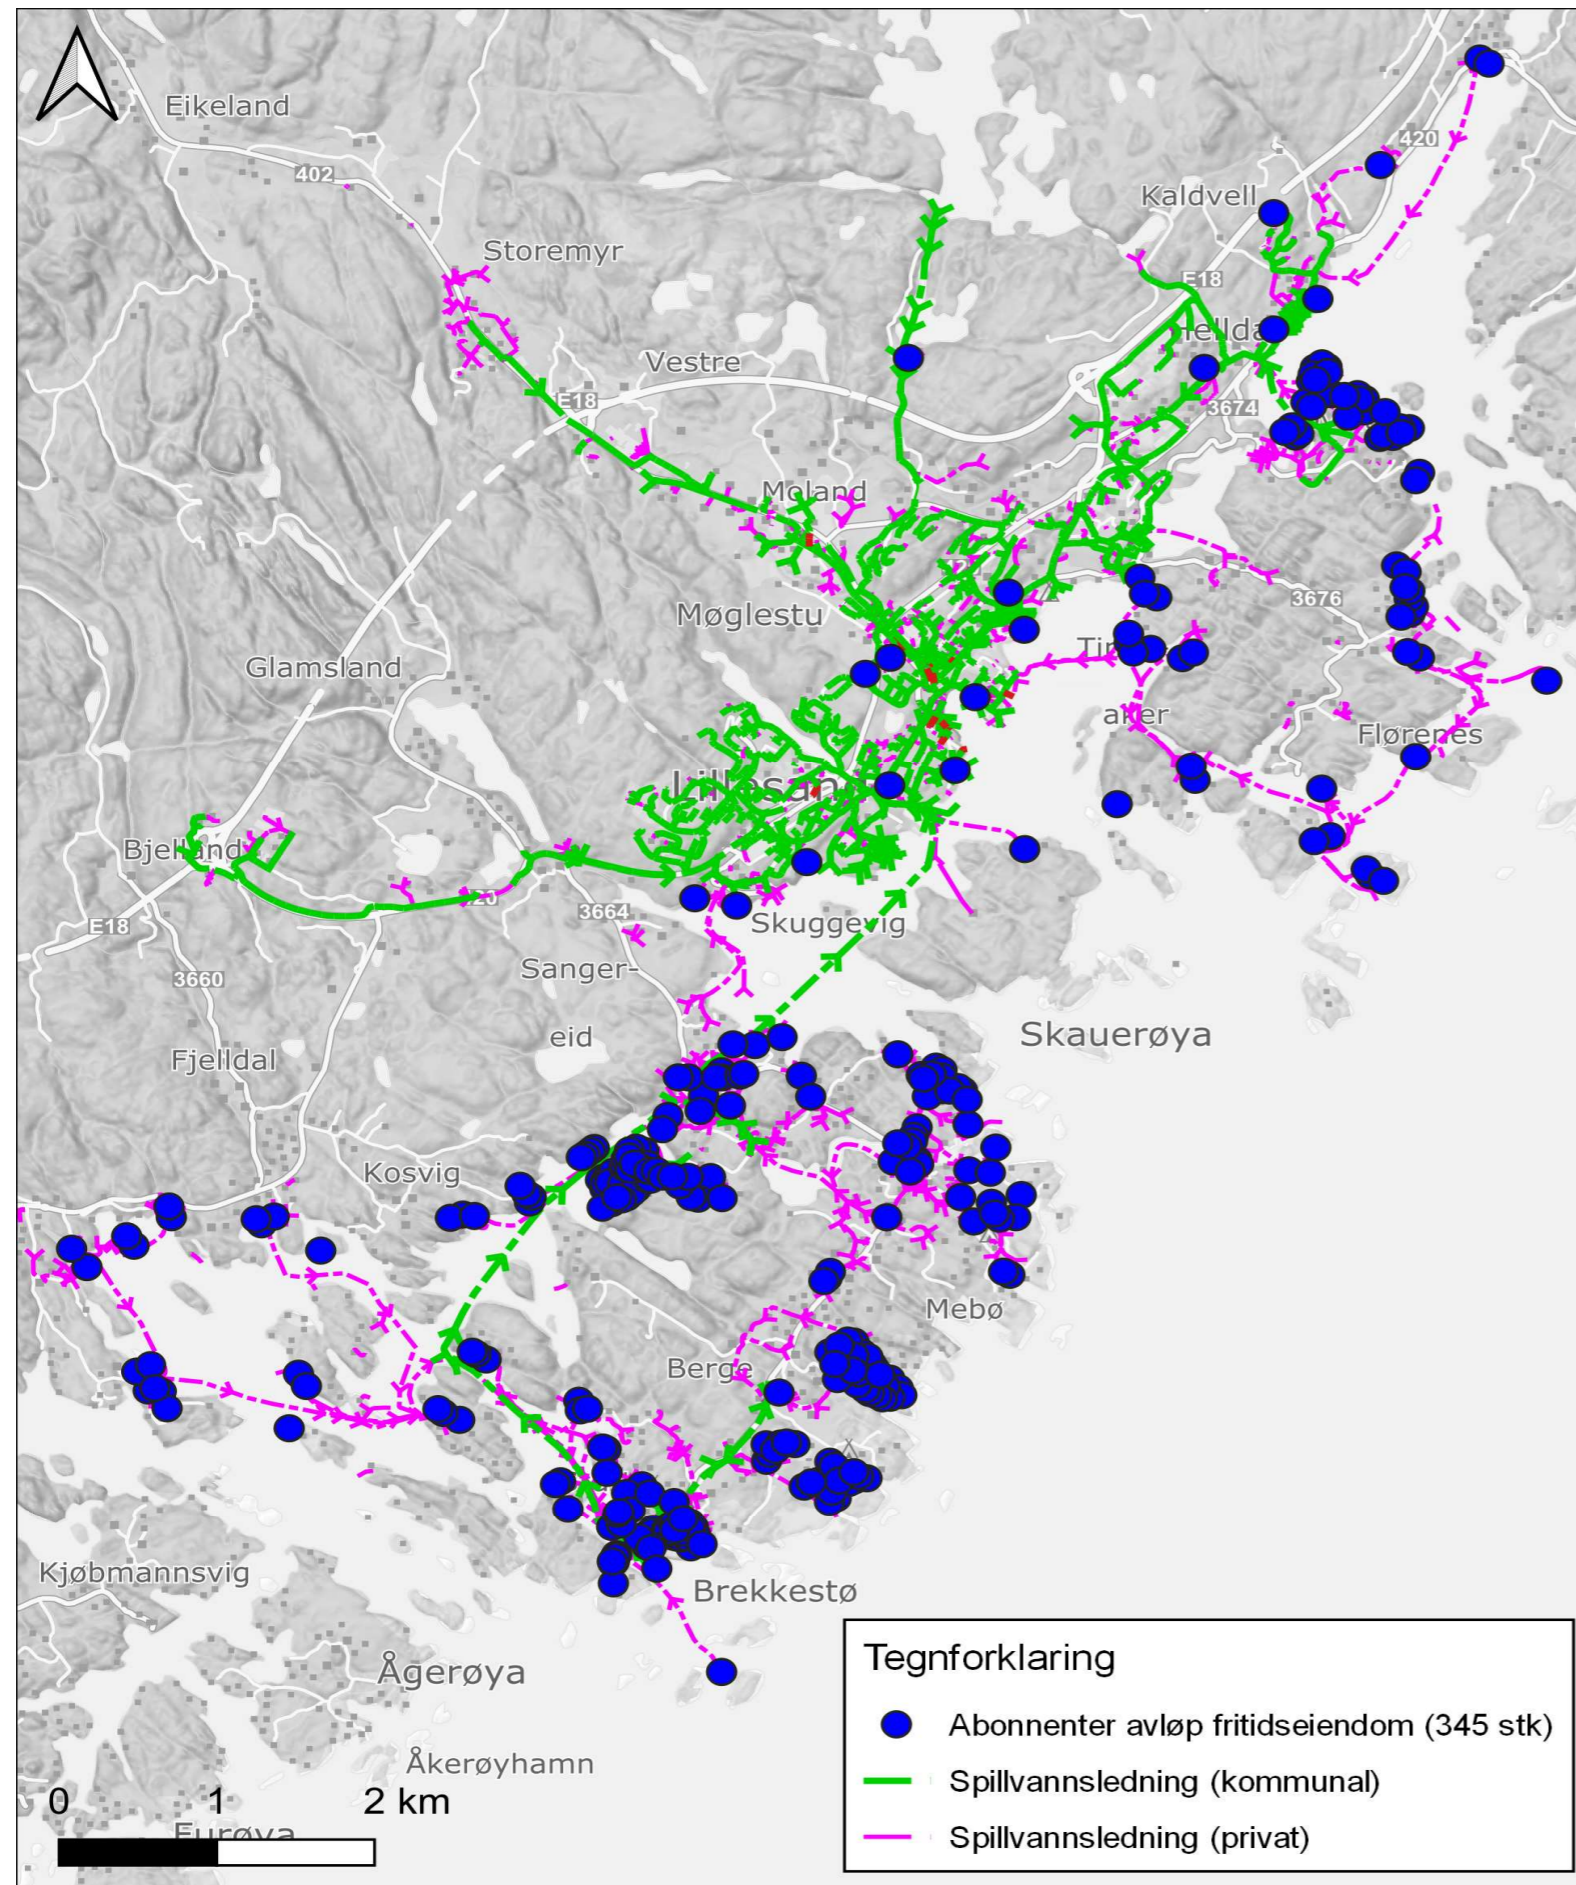 Eikeland
420
402
Kaldvell
Storemyr
E18
Vestre
E18
3674
Moland
3676
Møglestu
Glamsland
aker
Flørenes
Lillesand
Bjelland
E18
3664
Skuggevig
Sanger-
3660
eid
Skauerøya
Fjelldal
Kosvig
Mebø
Berge
Kjøbmannsvig
Brekkestø
Ågerøya
Åkerøyhamn
0 1 2 km
Tegnforklaring
Abonnenter avløp fritidseiendom (345 stk)
Spillvannsledning (kommunal)
Spillvannsledning (privat)